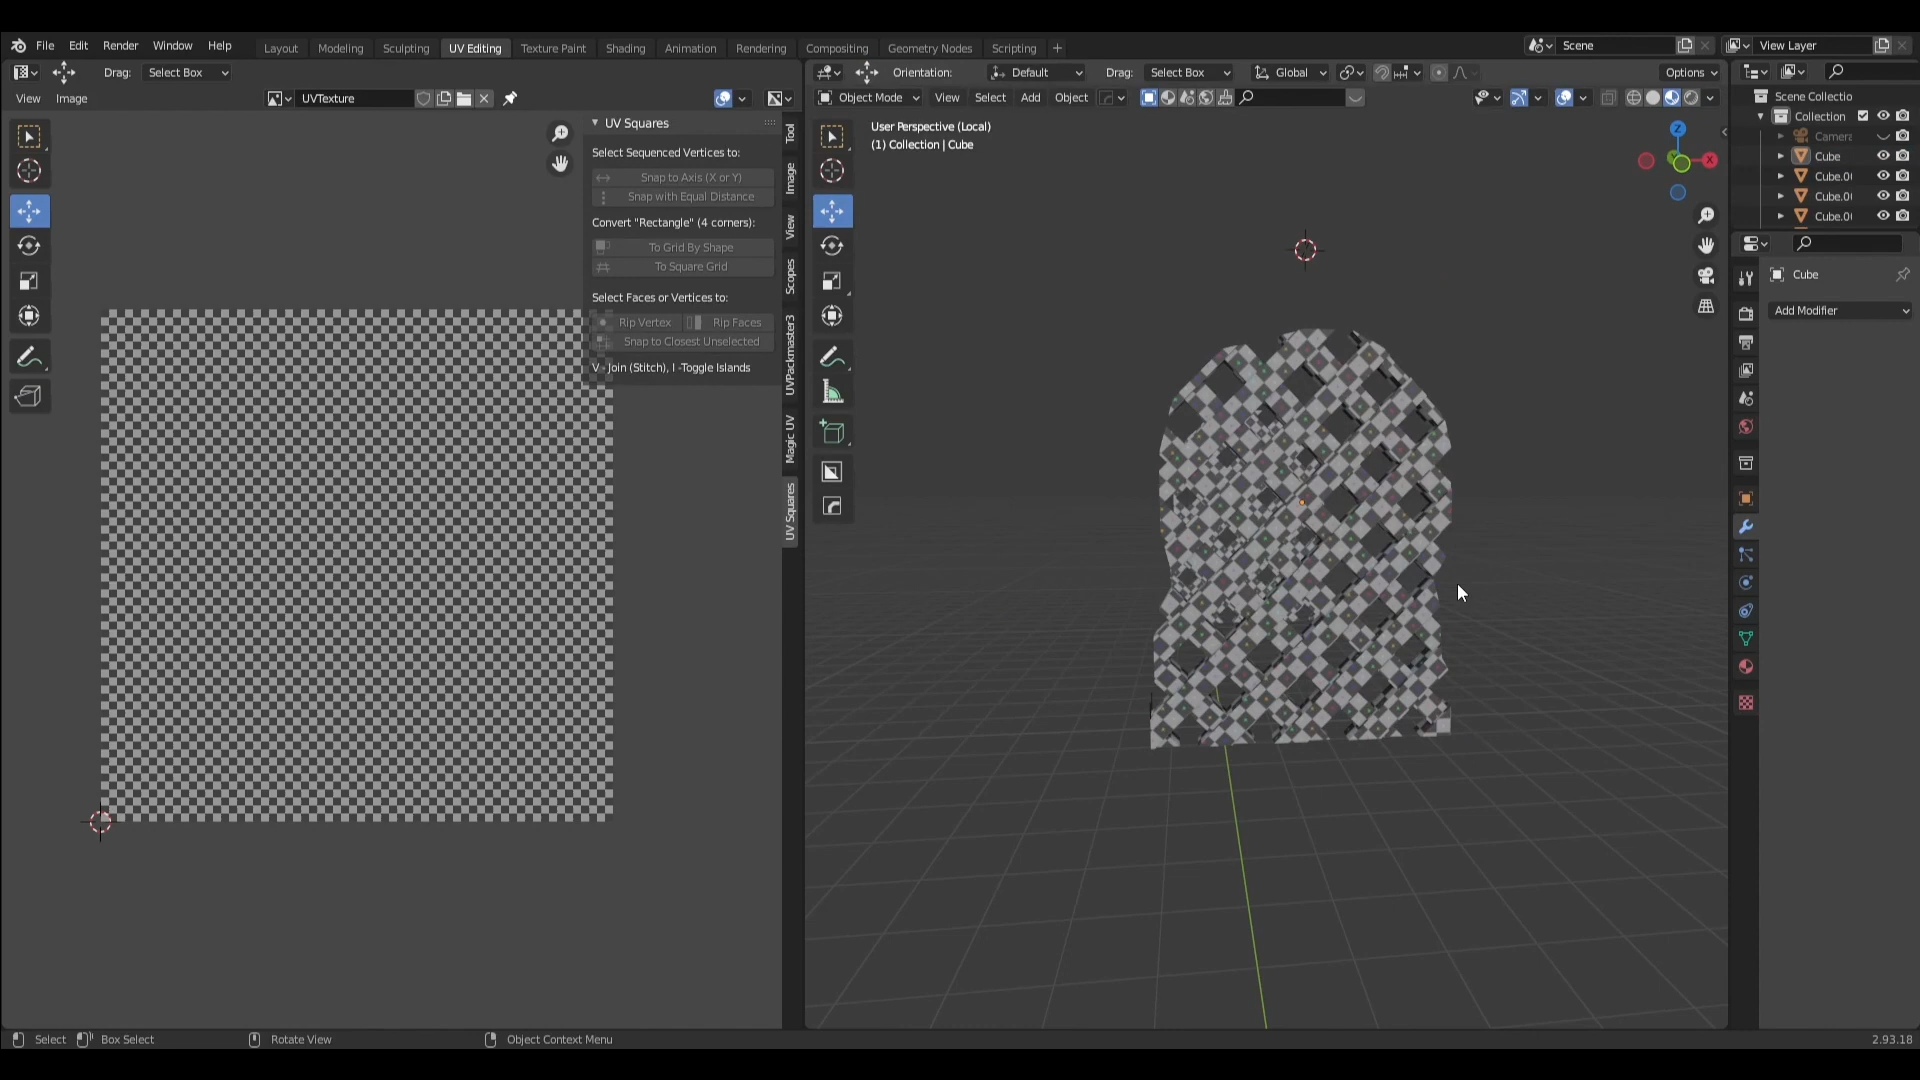 File Edit Render Window Help
Layout Modeling Sculpting UV Editing Texture Paint Shading Animation Rendering Compositing Geometry Nodes Scripting +
Scene
View Layer
Drag: Select Box
Orientation: Default Drag: Select Box Global Options
View Image
UVTexture
Object Mode View Select Add Object
UV Squares
Select Sequenced Vertices to:
Snap to Axis (X or Y)
Snap with Equal Distance
Convert "Rectangle" (4 corners):
To Grid By Shape
To Square Grid
Select Faces or Vertices to:
Rip Vertex Rip Faces
Snap to Closest Unselected
V - Join (Stitch), I -Toggle Islands
Tool
Image
View
Scopes
UVPackmaster3
Magic UV
UV Squares
User Perspective (Local)
(1) Collection | Cube
Z
X
Scene Collectio
Collection
Camera
Cube
Cube.0
Cube.0
Cube.0
Cube
Add Modifier
Select Box Select Rotate View Object Context Menu
2.93.18